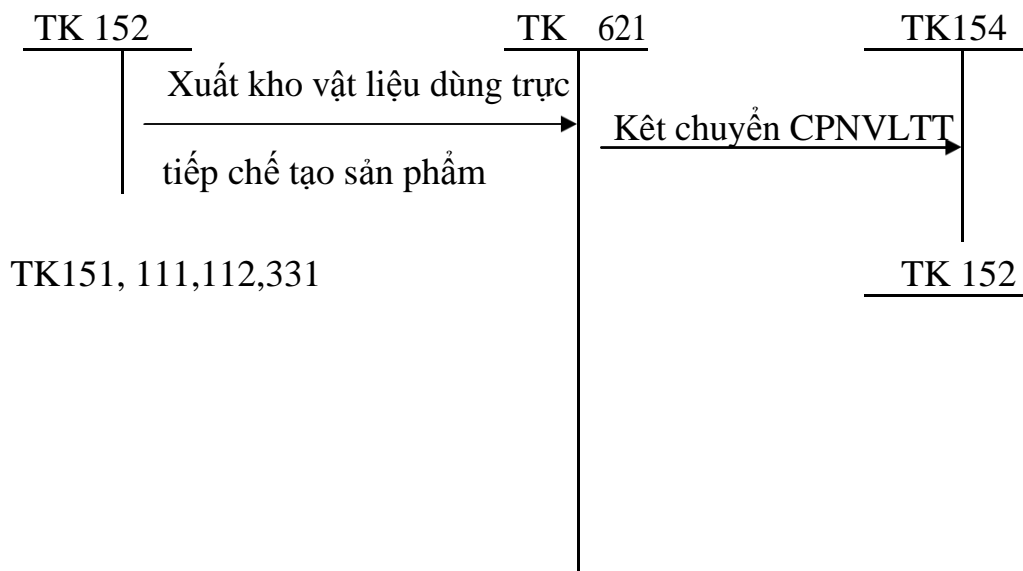 TK 152 TK 621 TK154
Xuất kho vật liệu dùng trực
Kêt chuyển CPNVLTT
tiếp chế tạo sản phẩm
TK151, 111,112,331 TK 152